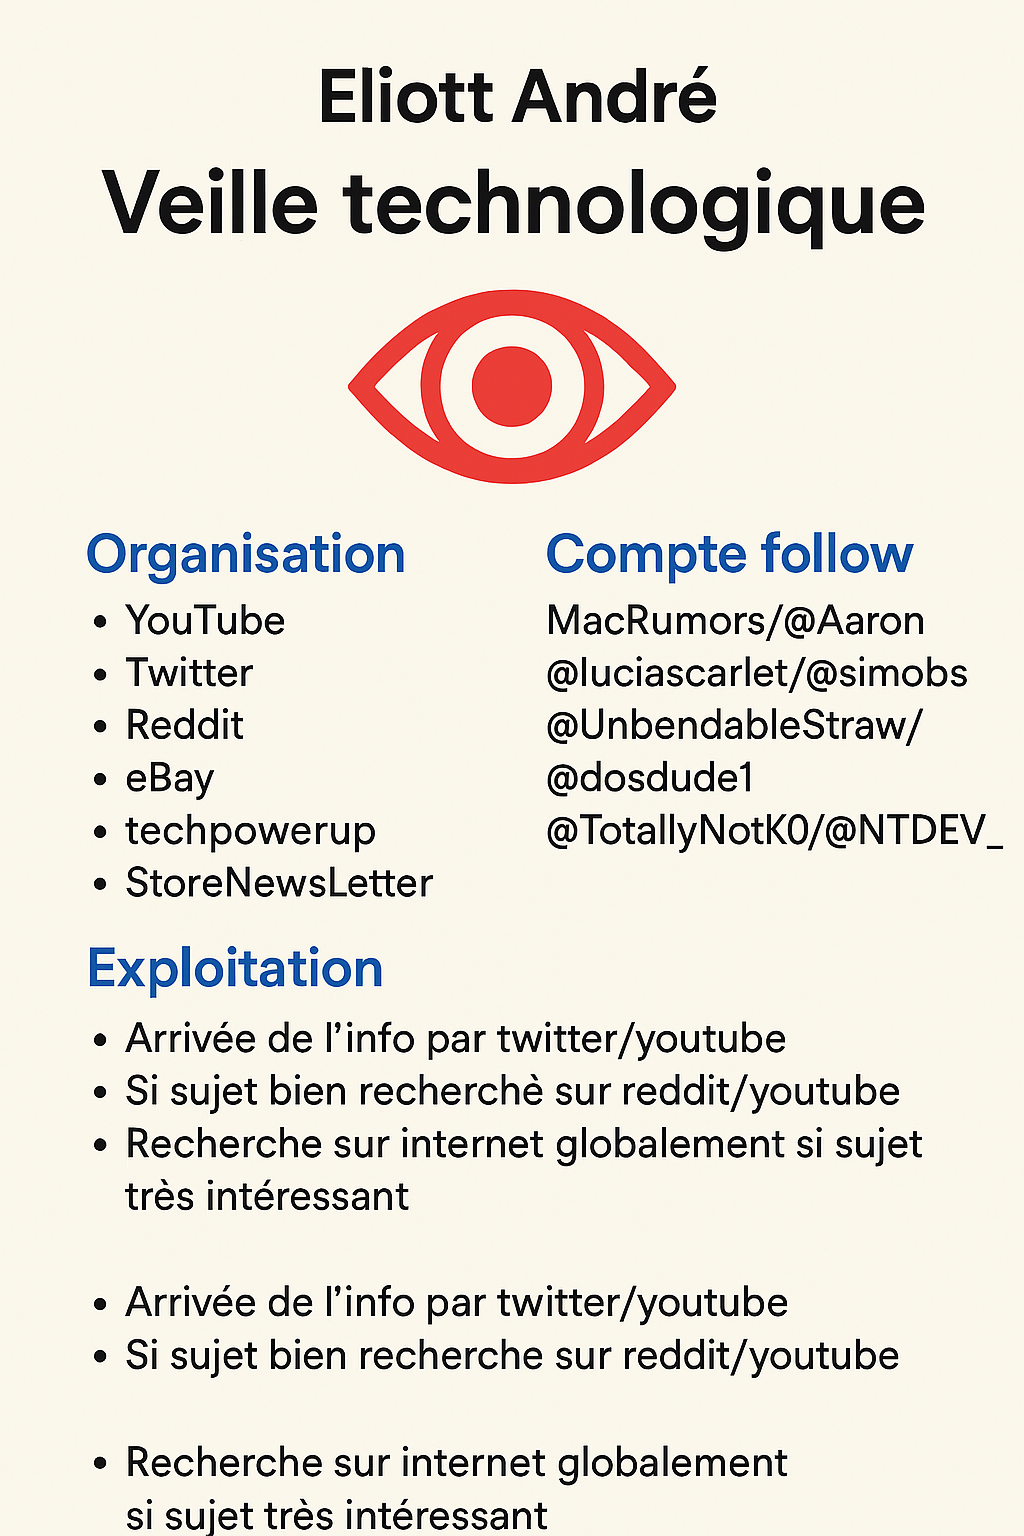 Eliott André
Veille technologique
Organisation
• YouTube
• Twitter
• Reddit
• eBay
• techpowerup
• StoreNewsLetter
Compte follow
MacRumors/@Aaron
@luciascarlet/@simobs
@UnbendableStraw/
@dosdude1
@TotallyNotK0/@NTDEV_
Exploitation
• Arrivée de l’info par twitter/youtube
• Si sujet bien recherchè sur reddit/youtube
• Recherche sur internet globalement si sujet
très intéressant
• Arrivée de l’info par twitter/youtube
• Si sujet bien recherche sur reddit/youtube
• Recherche sur internet globalement
si sujet très intéressant